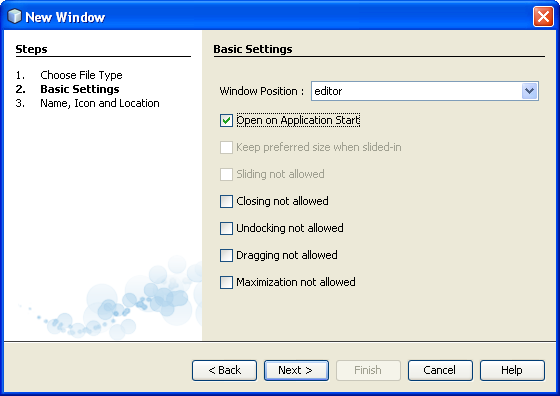 New Window
Steps
1. Choose File Type
2. Basic Settings
3. Name, Icon and Location
Basic Settings
Window Position : editor
Open on Application Start
Keep preferred size when slided-in
Sliding not allowed
Closing not allowed
Undocking not allowed
Dragging not allowed
Maximization not allowed
< Back Next > Finish Cancel Help